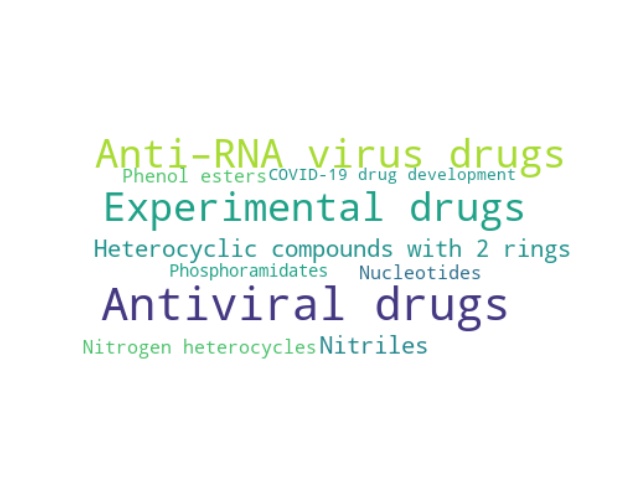 Anti–RNA virus drugs
Phenol esters COVID-19 drug development
Experimental drugs
Heterocyclic compounds with 2 rings
Phosphoramidates Nucleotides
Antiviral drugs
Nitrogen heterocycles Nitriles